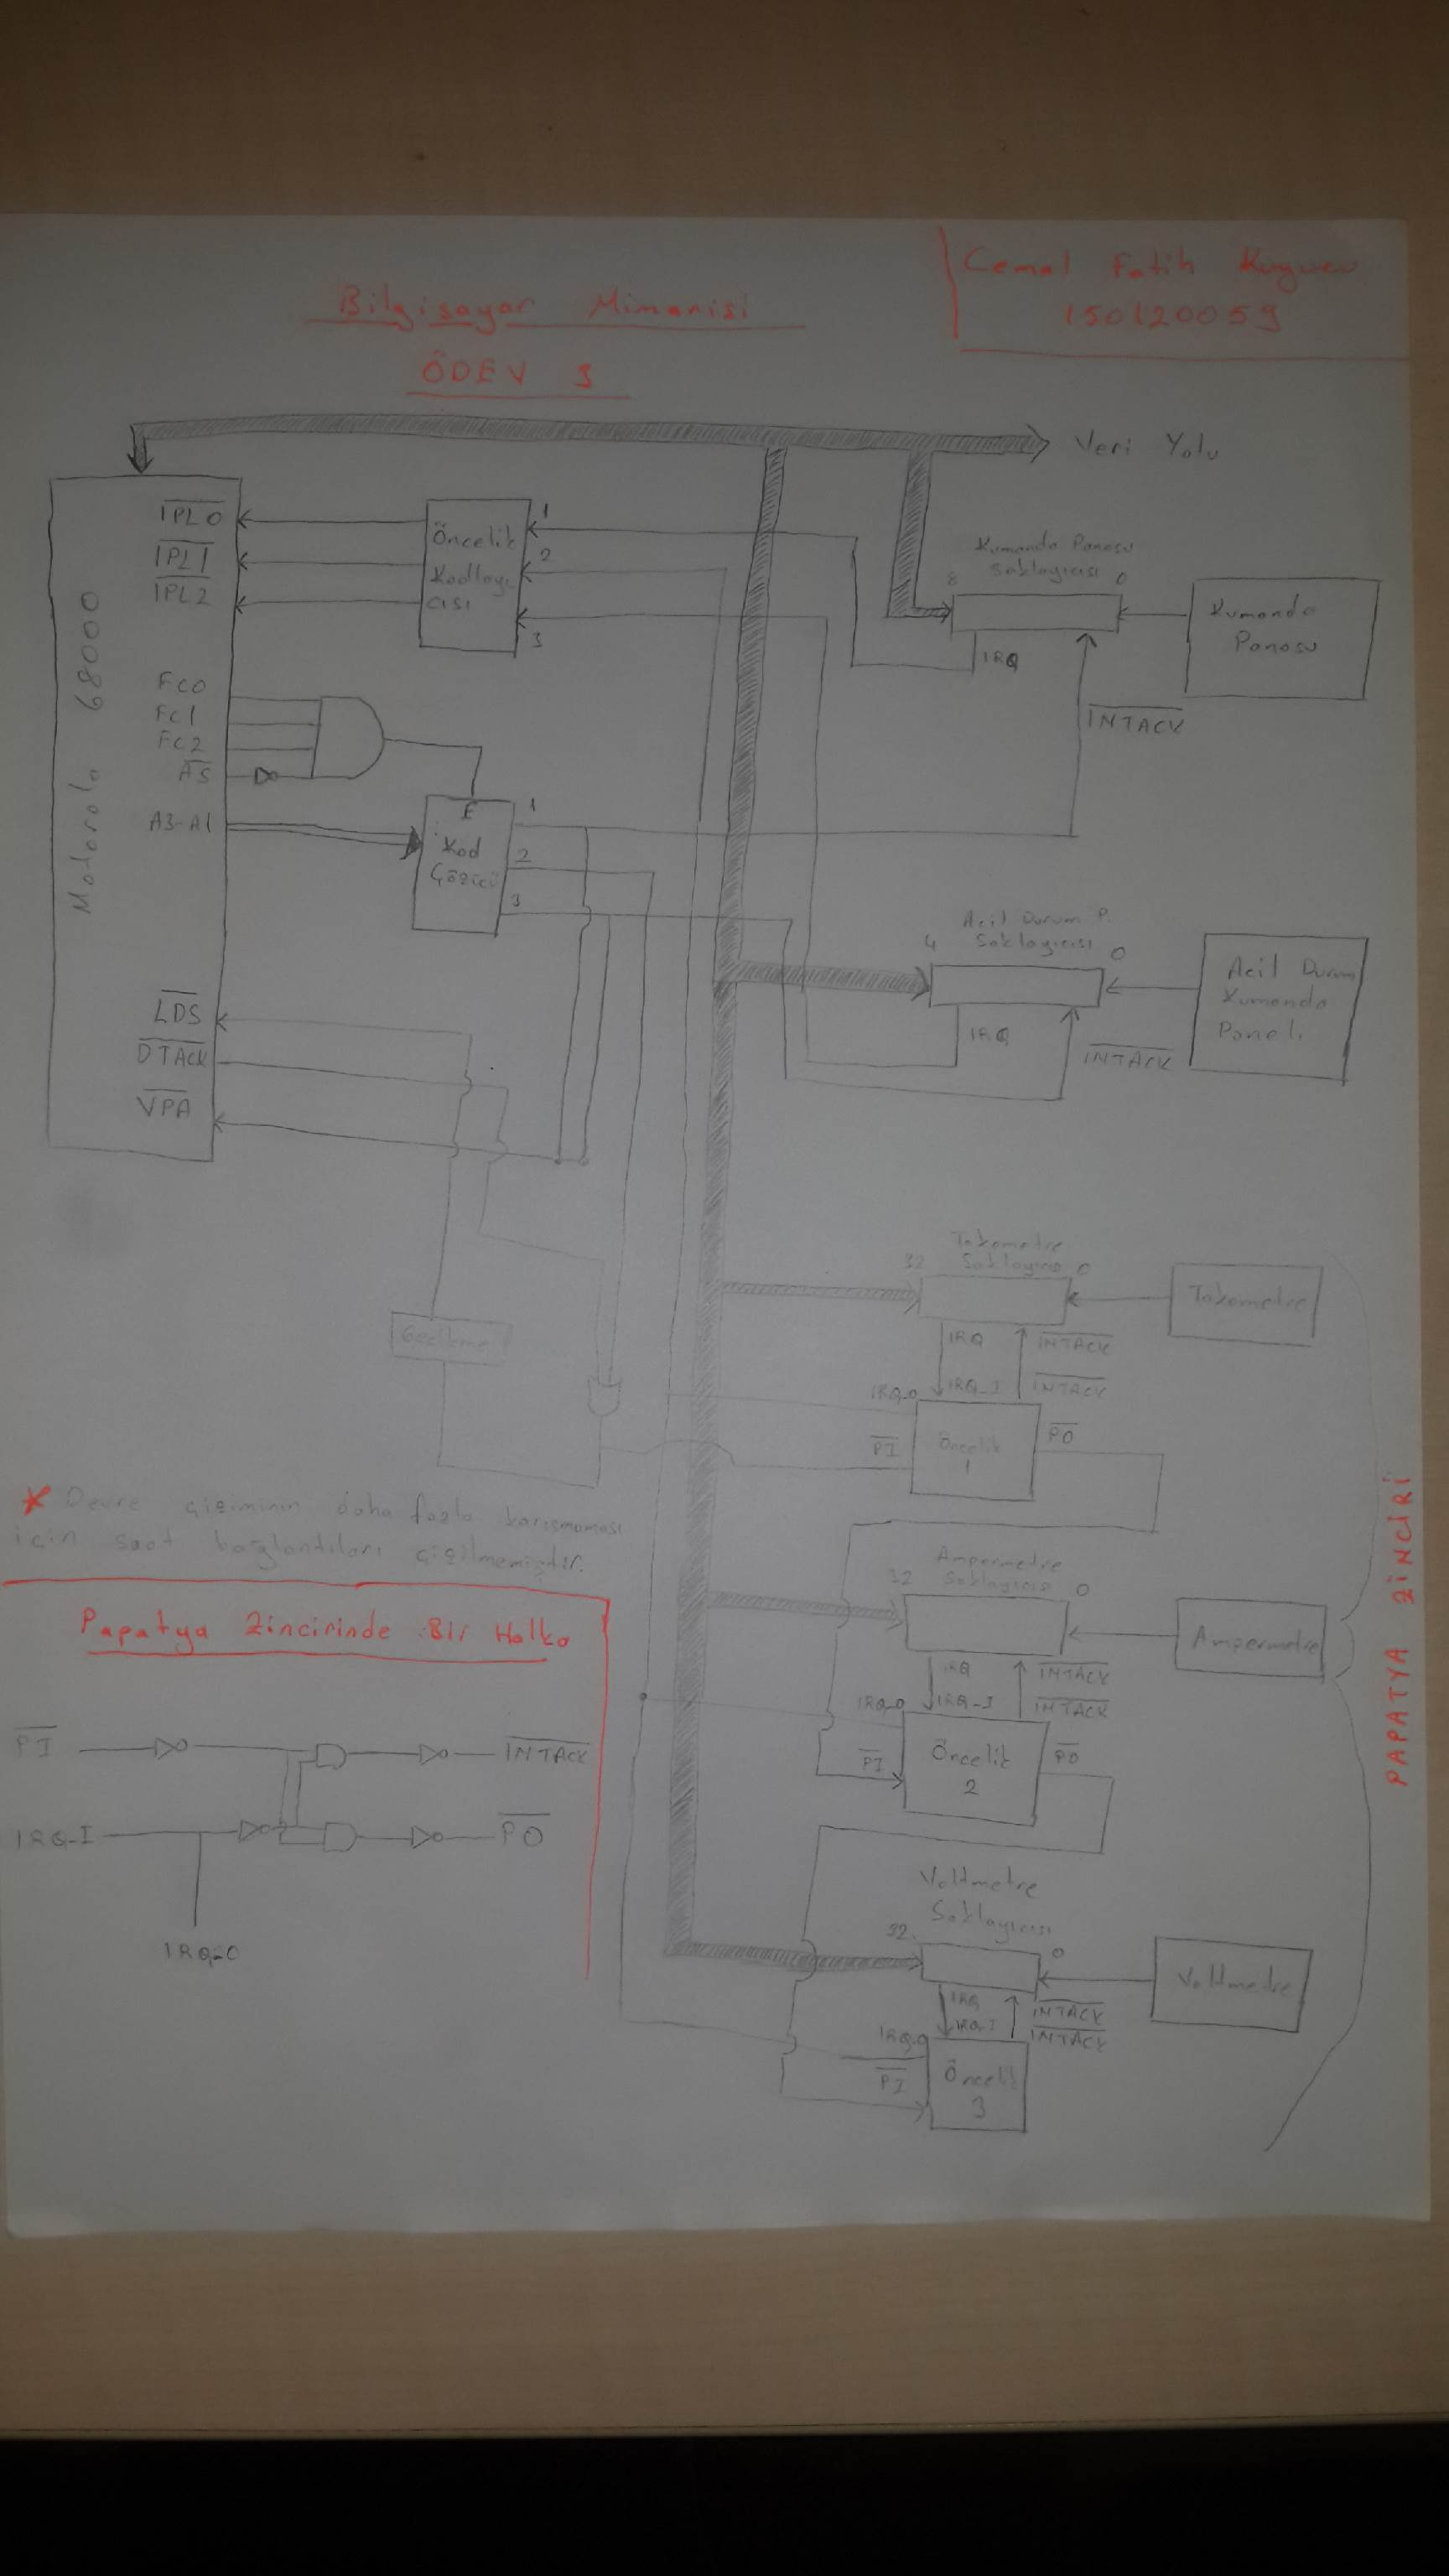 Cemal Fatih Kuyucu
150120059
Bilgisayar Mimarisi
ÖDEV 3
Veri Yolu
Motorola 68000
IPL0
IPL1
IPL2
FC0
FC1
FC2
AS
A3-A1
LDS
DTACK
VPA
Öncelik
Kodlayı
cısı
1
2
3
E
Kod
Çözücü
1
2
3
Kumanda Panosu
Saklayıcısı
8
0
IRQ
INTACK
Kumanda
Panosu
Acil Durum P.
Saklayıcısı
4
0
IRQ
INTACK
Acil Durum
Kumanda
Paneli
Takometre
Saklayıcısı
32
0
IRQ
INTACK
Takometre
IRQ-O
IRQ-I
INTACK
PI
Öncelik
1
PO
Geciktirme
Ampermetre
Saklayıcısı
32
0
IRQ
INTACK
Ampermetre
IRQ-O
IRQ-I
INTACK
PI
Öncelik
2
PO
Voltmetre
Saklayıcısı
32
0
IRQ
INTACK
Voltmetre
IRQ-O
IRQ-I
INTACK
PI
Öncelik
3
PAPATYA ZİNCİRİ
* Devre çiziminin daha fazla karışmaması
için saat bağlantıları çizilmemiştir.
Papatya Zincirinde Bir Halka
PI
INTACK
IRQ-I
PO
IRQ-O